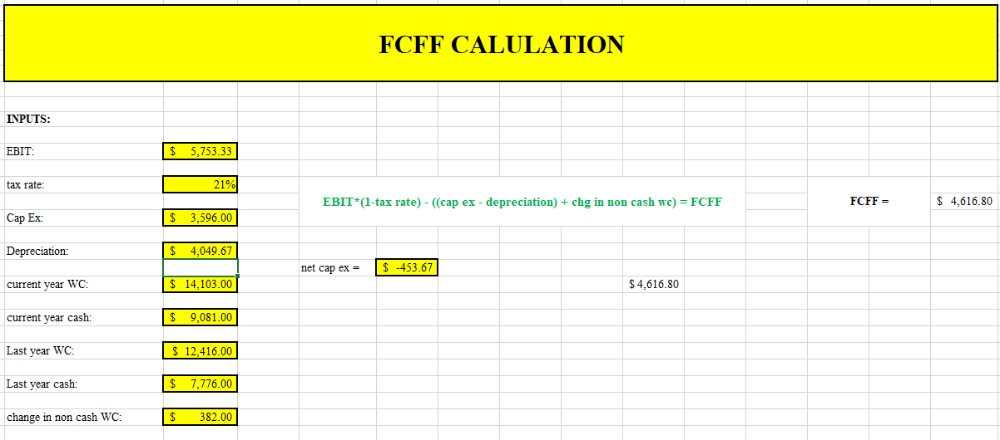 FCFF CALULATION
INPUTS:
EBIT: $ 5,753.33
tax rate: 21%
EBIT*(1-tax rate) - ((cap ex - depreciation) + chg in non cash wc) = FCFF
FCFF = $ 4,616.80
Cap Ex: $ 3,596.00
Depreciation: $ 4,049.67
net cap ex = $ -453.67
current year WC: $ 14,103.00
$ 4,616.80
current year cash: $ 9,081.00
Last year WC: $ 12,416.00
Last year cash: $ 7,776.00
change in non cash WC: $ 382.00